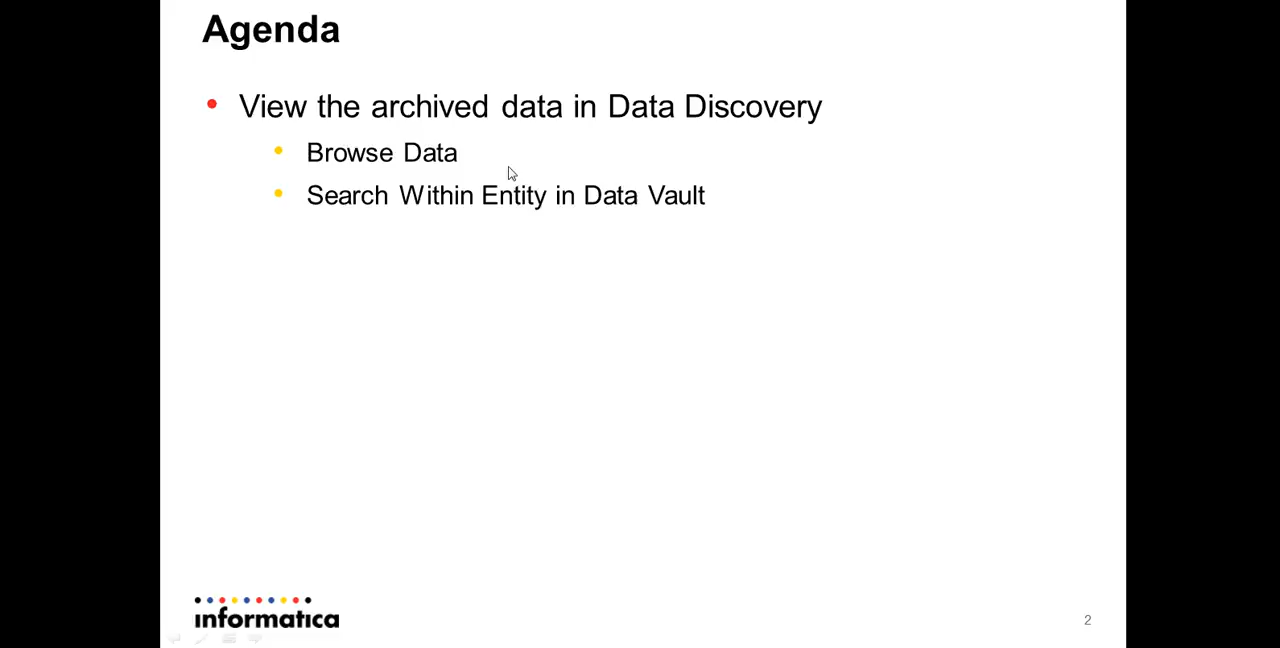 Agenda
View the archived data in Data Discovery
Browse Data
Search Within Entity in Data Vault
informatica
2